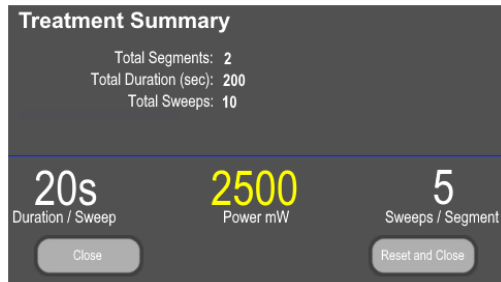 Treatment Summary
Total Segments: 2
Total Duration (sec): 200
Total Sweeps: 10
20s 2500 5
Duration / Sweep Power mW Sweeps / Segment
Close Reset and Close